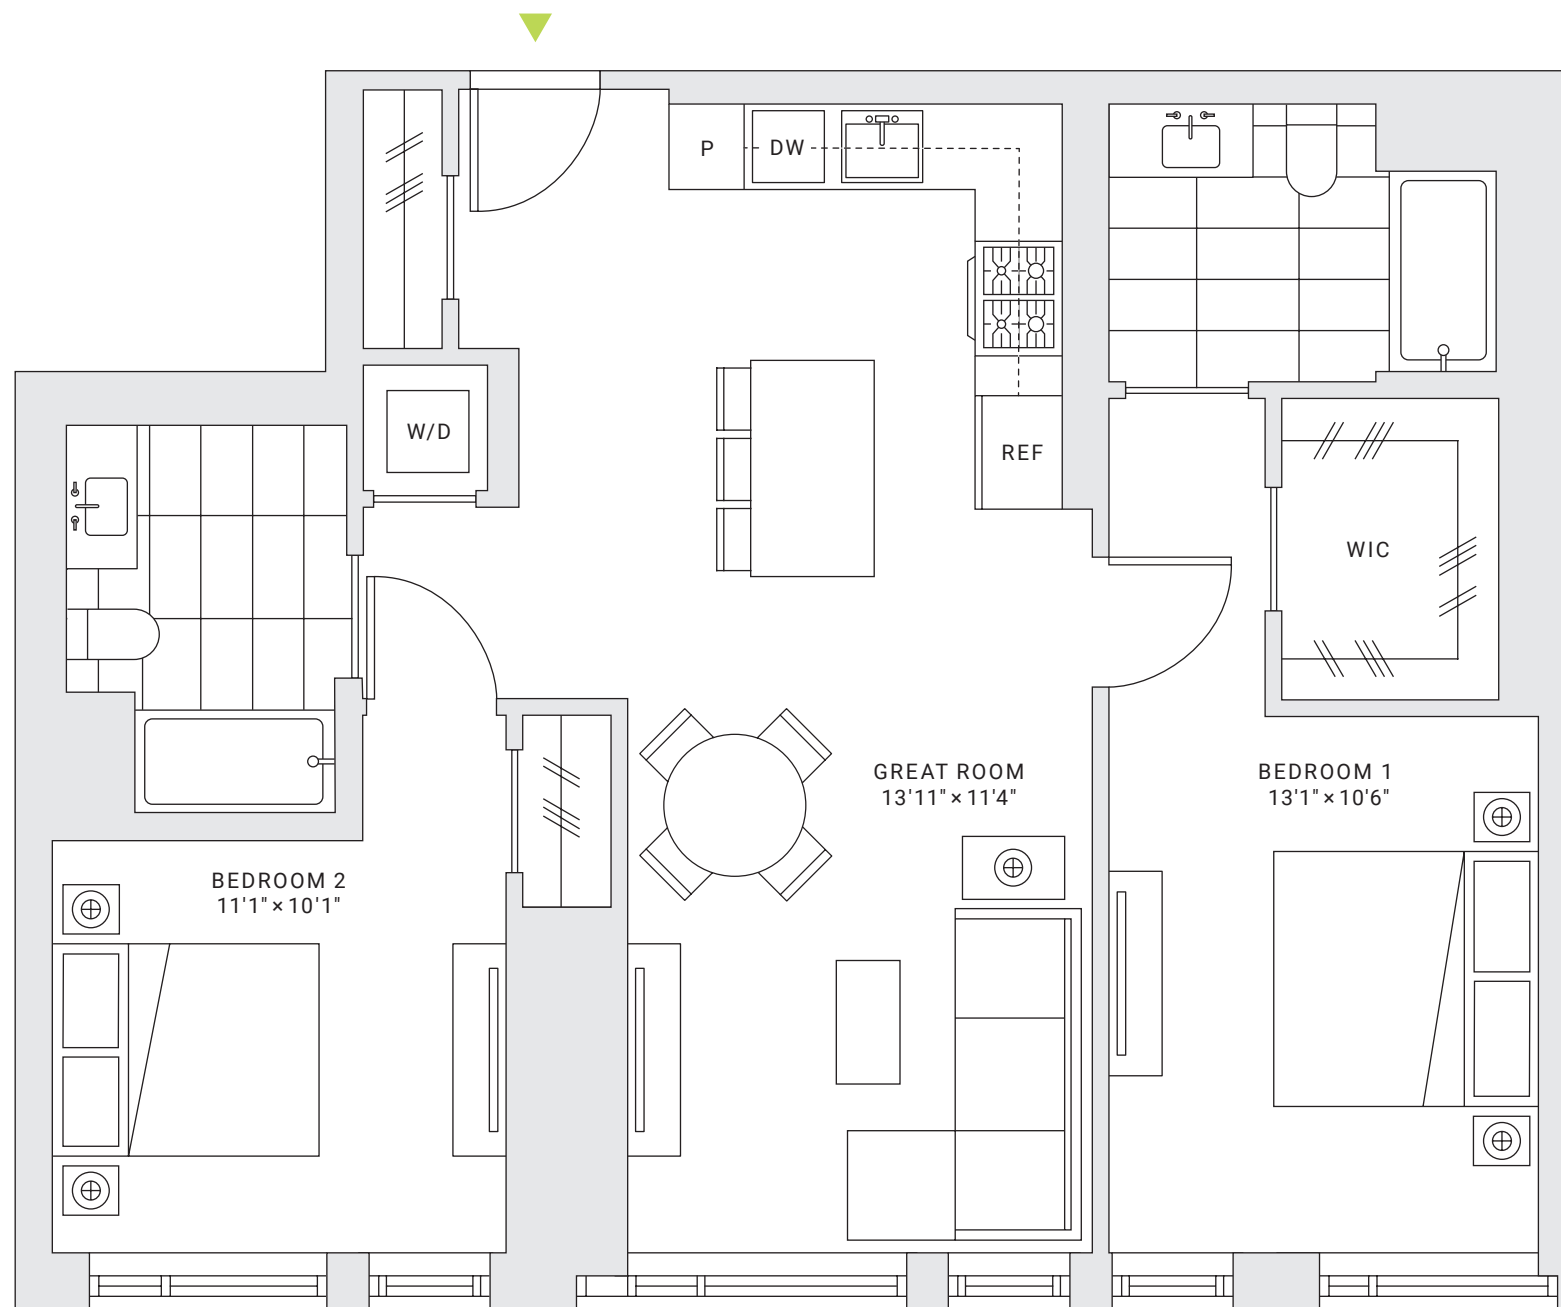 P
DW
W/D
REF
WIC
GREAT ROOM
13'11" × 11'4"
BEDROOM 1
13'1" × 10'6"
BEDROOM 2
11'1" × 10'1"